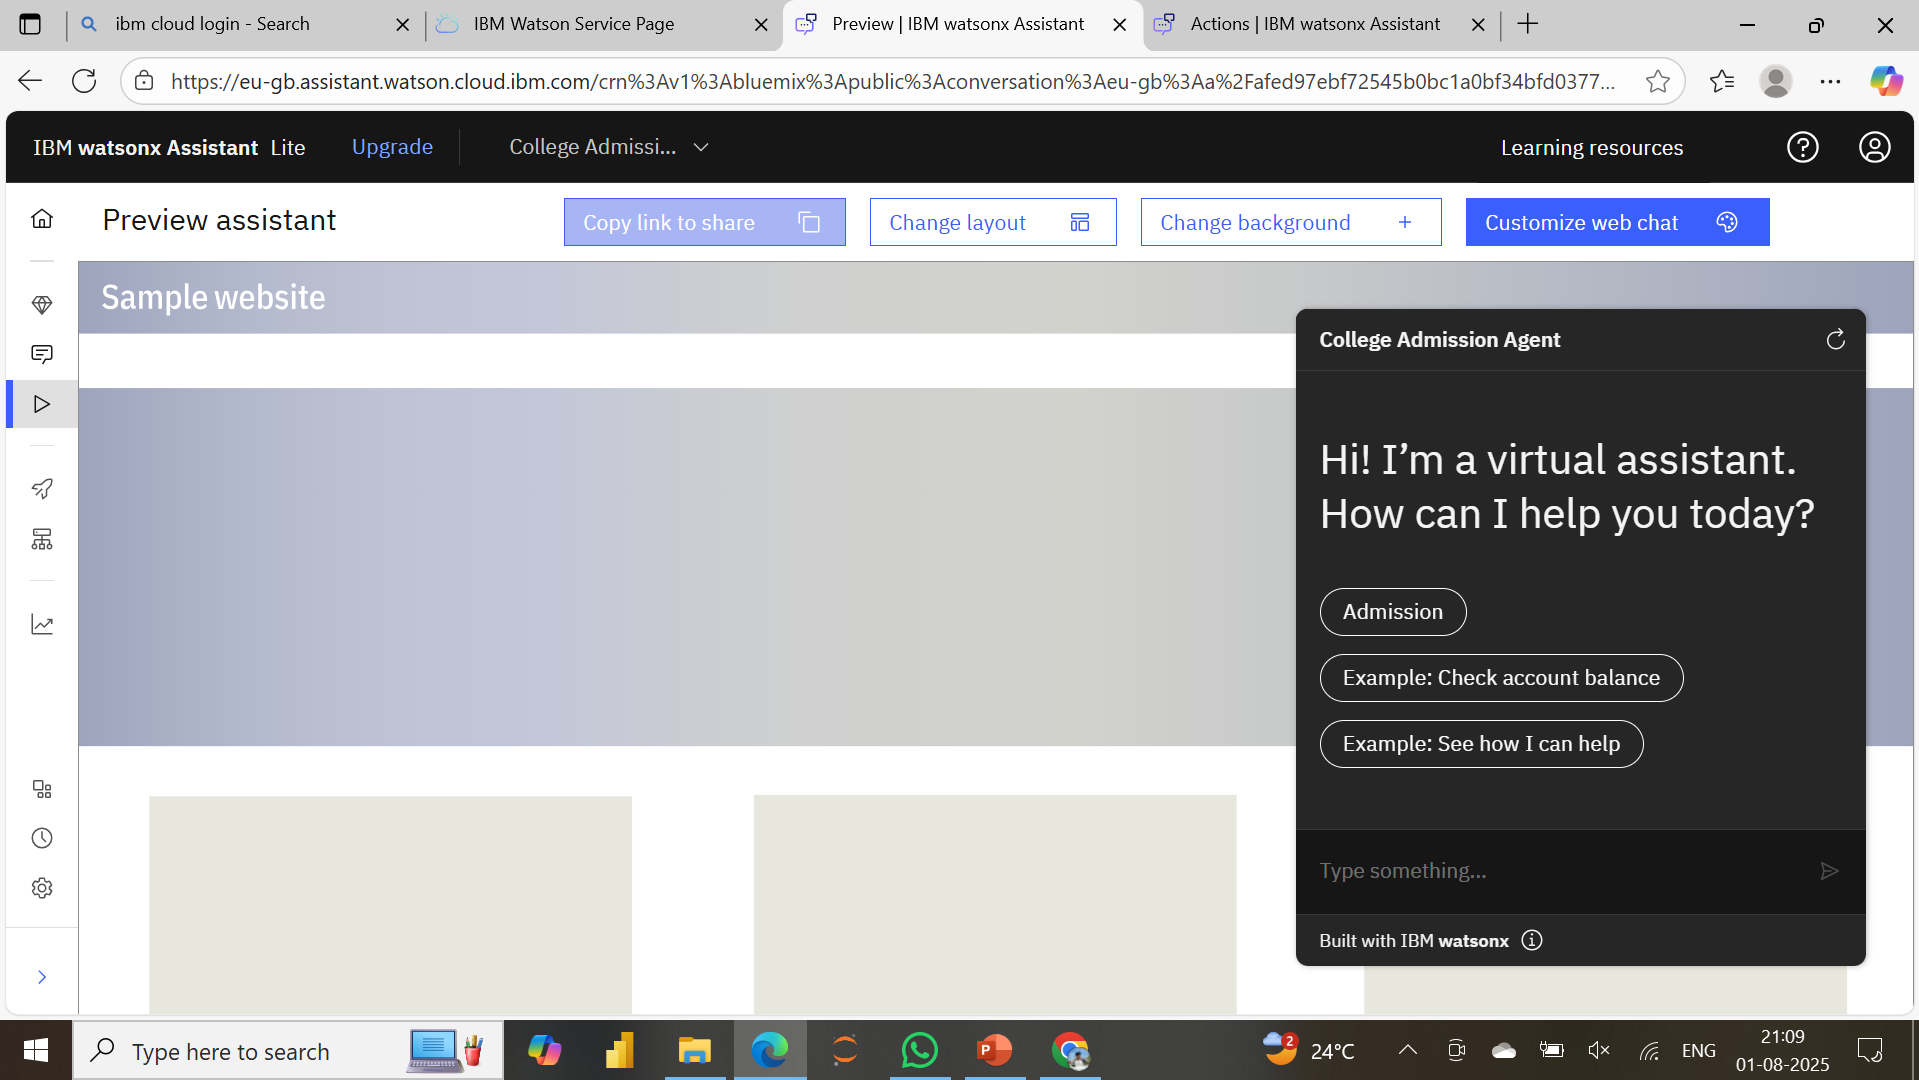 ibm cloud login - Search
IBM Watson Service Page
Preview | IBM watsonx Assistant
Actions | IBM watsonx Assistant
https://eu-gb.assistant.watson.cloud.ibm.com/crn%3Av1%3Abluemix%3Apublic%3Aconversation%3Aeu-gb%3Aa%2Fafed97ebf72545b0bc1a0bf34bfd0377...
IBM watsonx Assistant Lite
Upgrade
College Admissi...
Learning resources
Preview assistant
Copy link to share
Change layout
Change background
Customize web chat
Sample website
College Admission Agent
Hi! I’m a virtual assistant.
How can I help you today?
Admission
Example: Check account balance
Example: See how I can help
Type something...
Built with IBM watsonx
Type here to search
2
24°C
ENG
21:09
01-08-2025